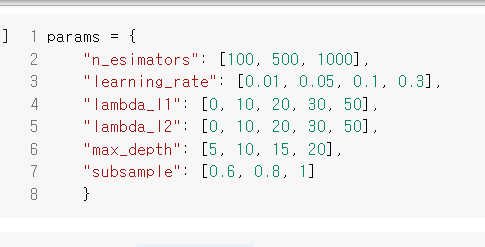 ] 1 params = {
2 "n_esimators": [100, 500, 1000],
3 "learning_rate": [0.01, 0.05, 0.1, 0.3],
4 "lambda_l1": [0, 10, 20, 30, 50],
5 "lambda_l2": [0, 10, 20, 30, 50],
6 "max_depth": [5, 10, 15, 20],
7 "subsample": [0.6, 0.8, 1]
8 }